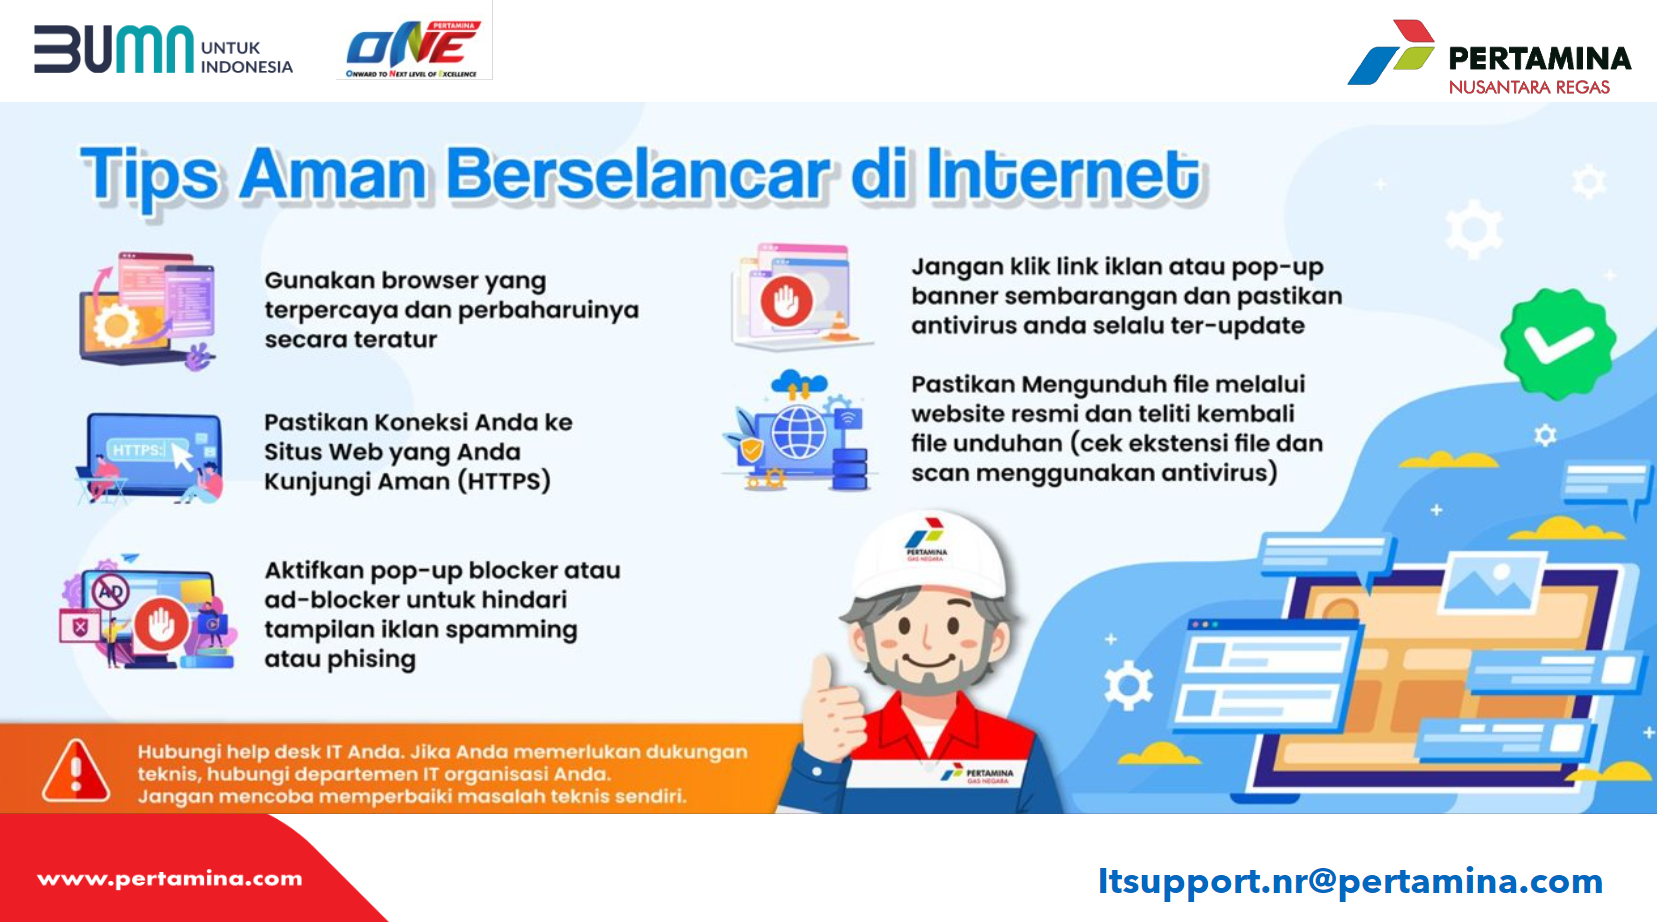 BUMN UNTUK
INDONESIA
PERTAMINA
ONE
ONWARD TO NEXT LEVEL OF EXCELLENCE
PERTAMINA
NUSANTARA REGAS
Tips Aman Berselancar di Internet
Gunakan browser yang
terpercaya dan perbaharuinya
secara teratur
HTTPS:
Pastikan Koneksi Anda ke
Situs Web yang Anda
Kunjungi Aman (HTTPS)
AD
Aktifkan pop-up blocker atau
ad-blocker untuk hindari
tampilan iklan spamming
atau phising
Jangan klik link iklan atau pop-up
banner sembarangan dan pastikan
antivirus anda selalu ter-update
Pastikan Mengunduh file melalui
website resmi dan teliti kembali
file unduhan (cek ekstensi file dan
scan menggunakan antivirus)
PERTAMINA
GAS NEGARA
PERTAMINA
GAS NEGARA
Hubungi help desk IT Anda. Jika Anda memerlukan dukungan
teknis, hubungi departemen IT organisasi Anda.
Jangan mencoba memperbaiki masalah teknis sendiri.
www.pertamina.com
Itsupport.nr@pertamina.com